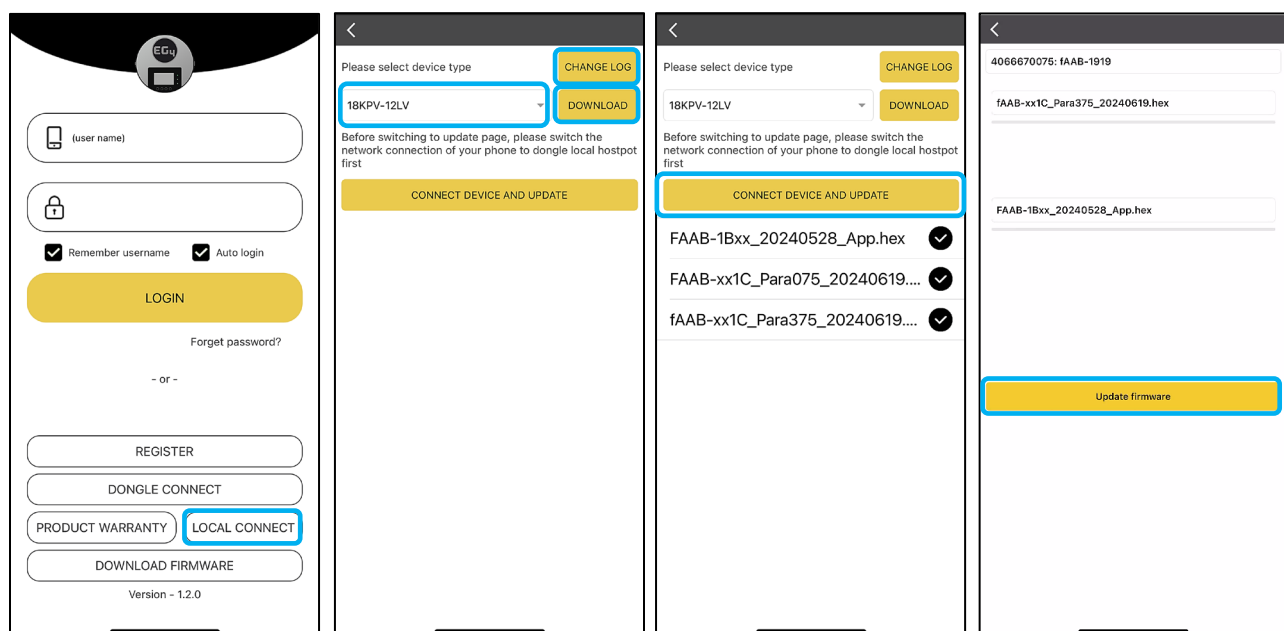 EG4
(user name)
Remember username
Auto login
LOGIN
Forget password?
- or -
REGISTER
DONGLE CONNECT
PRODUCT WARRANTY
LOCAL CONNECT
DOWNLOAD FIRMWARE
Version - 1.2.0
Please select device type
CHANGE LOG
18KPV-12LV
DOWNLOAD
Before switching to update page, please switch the
network connection of your phone to dongle local hostpot
first
CONNECT DEVICE AND UPDATE
Please select device type
CHANGE LOG
18KPV-12LV
DOWNLOAD
Before switching to update page, please switch the
network connection of your phone to dongle local hostpot
first
CONNECT DEVICE AND UPDATE
FAAB-1Bxx_20240528_App.hex
FAAB-xx1C_Para075_20240619....
fAAB-xx1C_Para375_20240619....
4066670075: fAAB-1919
fAAB-xx1C_Para375_20240619.hex
FAAB-1Bxx_20240528_App.hex
Update firmware